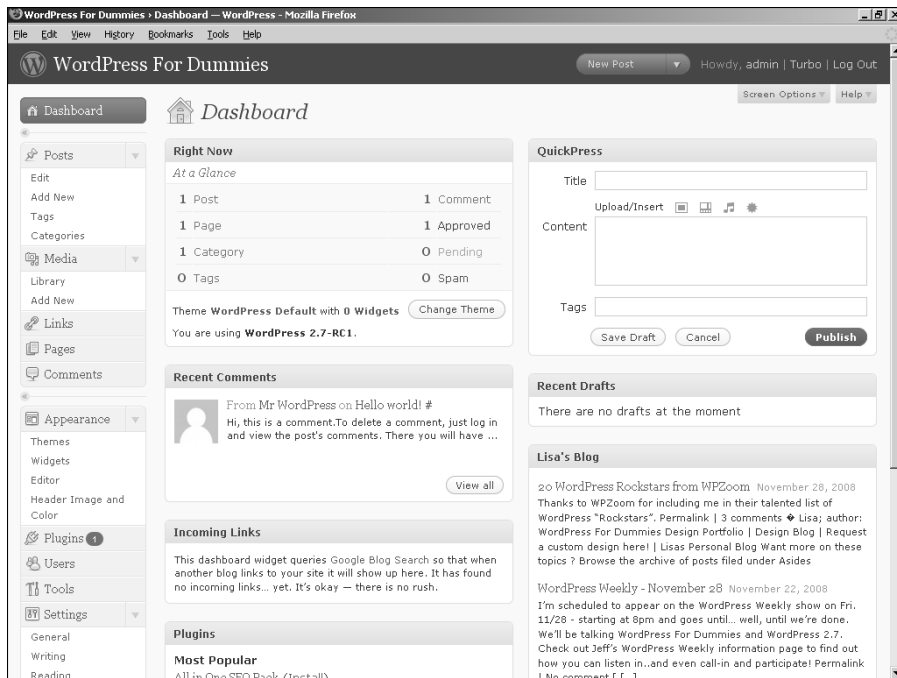 WordPress For Dummies › Dashboard — WordPress - Mozilla Firefox
File Edit View History Bookmarks Tools Help
WordPress For Dummies
New Post
Howdy, admin | Turbo | Log Out
Screen Options
Help
Dashboard
Posts
Edit
Add New
Tags
Categories
Media
Library
Add New
Links
Pages
Comments
Appearance
Themes
Widgets
Editor
Header Image and
Color
Plugins 1
Users
Tools
Settings
General
Writing
Reading
Dashboard
Right Now
At a Glance
1 Post 1 Comment
1 Page 1 Approved
1 Category 0 Pending
0 Tags 0 Spam
Theme WordPress Default with 0 Widgets Change Theme
You are using WordPress 2.7-RC1.
Recent Comments
From Mr WordPress on Hello world! #
Hi, this is a comment.To delete a comment, just log in
and view the post's comments. There you will have ...
View all
Incoming Links
This dashboard widget queries Google Blog Search so that when
another blog links to your site it will show up here. It has found
no incoming links... yet. It's okay — there is no rush.
Plugins
Most Popular
All in One SEO Pack (Install)
QuickPress
Title
Upload/Insert
Content
Tags
Save Draft Cancel Publish
Recent Drafts
There are no drafts at the moment
Lisa's Blog
20 WordPress Rockstars from WPZoom November 28, 2008
Thanks to WPZoom for including me in their talented list of
WordPress “Rockstars”. Permalink | 3 comments � Lisa; author:
WordPress For Dummies Design Portfolio | Design Blog | Request
a custom design here! | Lisas Personal Blog Want more on these
topics ? Browse the archive of posts filed under Asides
WordPress Weekly - November 28 November 22, 2008
I'm scheduled to appear on the WordPress Weekly show on Fri.
11/28 - starting at 8pm and goes until... well, until we're done.
We'll be talking WordPress For Dummies and WordPress 2.7.
Check out Jeff's WordPress Weekly information page to find out
how you can listen in..and even call-in and participate! Permalink
| No comment [...]